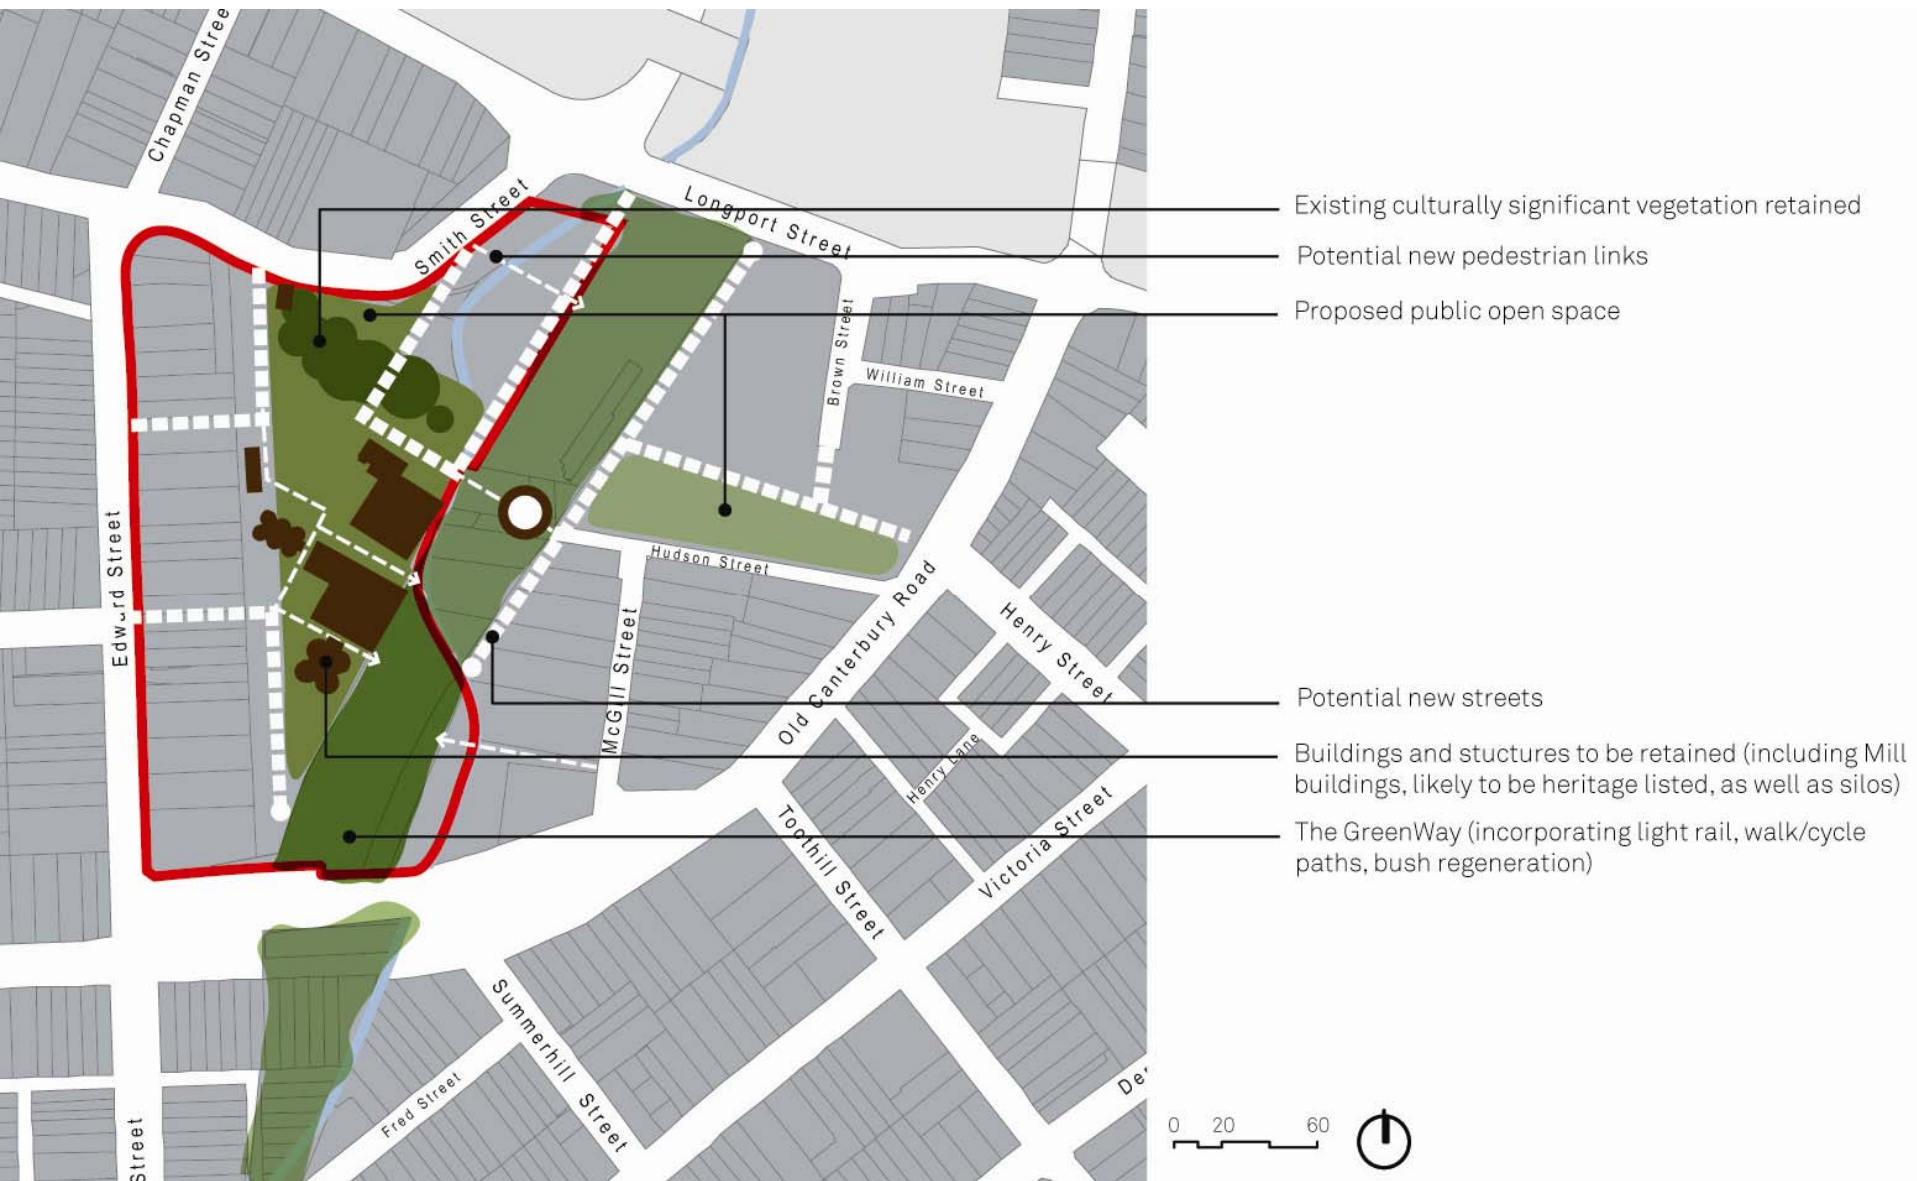 Chapman Stree
Smith Street
Longport Street
Existing culturally significant vegetation retained
Potential new pedestrian links
Proposed public open space
Brown Street
William Street
Edward Street
Hudson Street
McGill Street
Old Canterbury Road
Henry Street
Henry Lane
Potential new streets
Buildings and stuctures to be retained (including Mill
buildings, likely to be heritage listed, as well as silos)
The GreenWay (incorporating light rail, walk/cycle
paths, bush regeneration)
Toothill Street
Victoria Street
Summerhill Street
Fred Street
Street
0 20 60